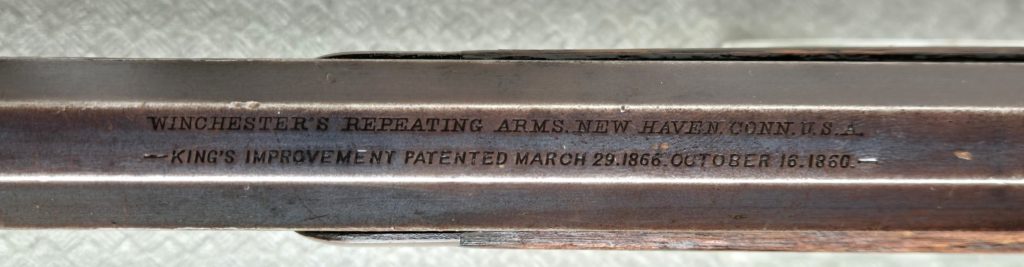 WINCHESTER'S REPEATING ARMS. NEW HAVEN. CONN. U.S.A.
—KING'S IMPROVEMENT PATENTED MARCH 29. 1866. OCTOBER 16. 1860.—